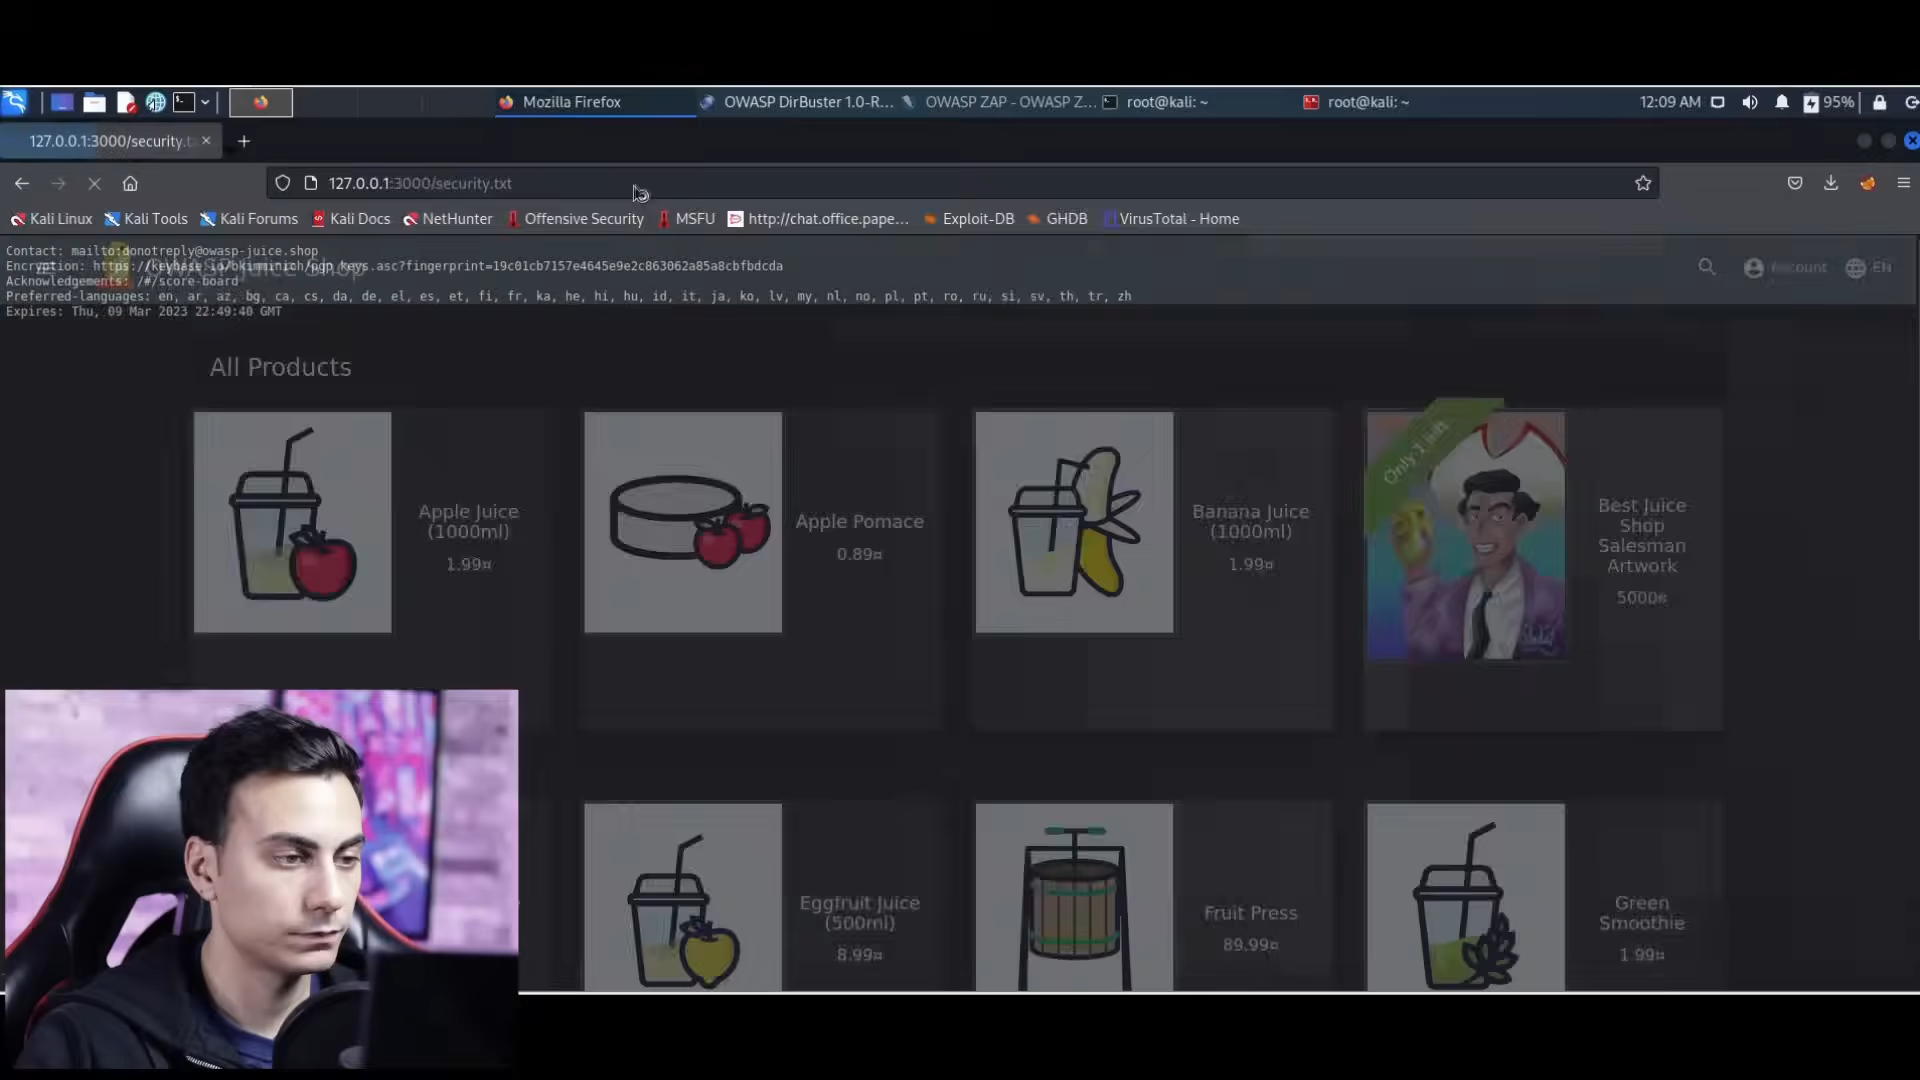 Mozilla Firefox
OWASP DirBuster 1.0-R...
OWASP ZAP - OWASP Z...
root@kali: ~
root@kali: ~
12:09 AM
95%
127.0.0.1:3000/security.t
127.0.0.1:3000/security.txt
Kali Linux
Kali Tools
Kali Forums
Kali Docs
NetHunter
Offensive Security
MSFU
http://chat.office.pape...
Exploit-DB
GHDB
VirusTotal - Home
Contact: mailto:donotreply@owasp-juice.shop
Encryption: https://keybase.io/bkimminich/pgp_keys.asc?fingerprint=19c01cb7157e4645e9e2c863062a85a8cbfbdcda
Acknowledgements: /#/score-board
Preferred-languages: en, ar, az, bg, ca, cs, da, de, el, es, et, fi, fr, ka, he, hi, hu, id, it, ja, ko, lv, my, nl, no, pl, pt, ro, ru, si, sv, th, tr, zh
Expires: Thu, 09 Mar 2023 22:49:40 GMT
OWASP Juice Shop
Account
EN
All Products
Apple Juice
(1000ml)
1.99¤
Apple Pomace
0.89¤
Banana Juice
(1000ml)
1.99¤
Only 1 left
Best Juice
Shop
Salesman
Artwork
5000¤
Eggfruit Juice
(500ml)
8.99¤
Fruit Press
89.99¤
Green
Smoothie
1.99¤